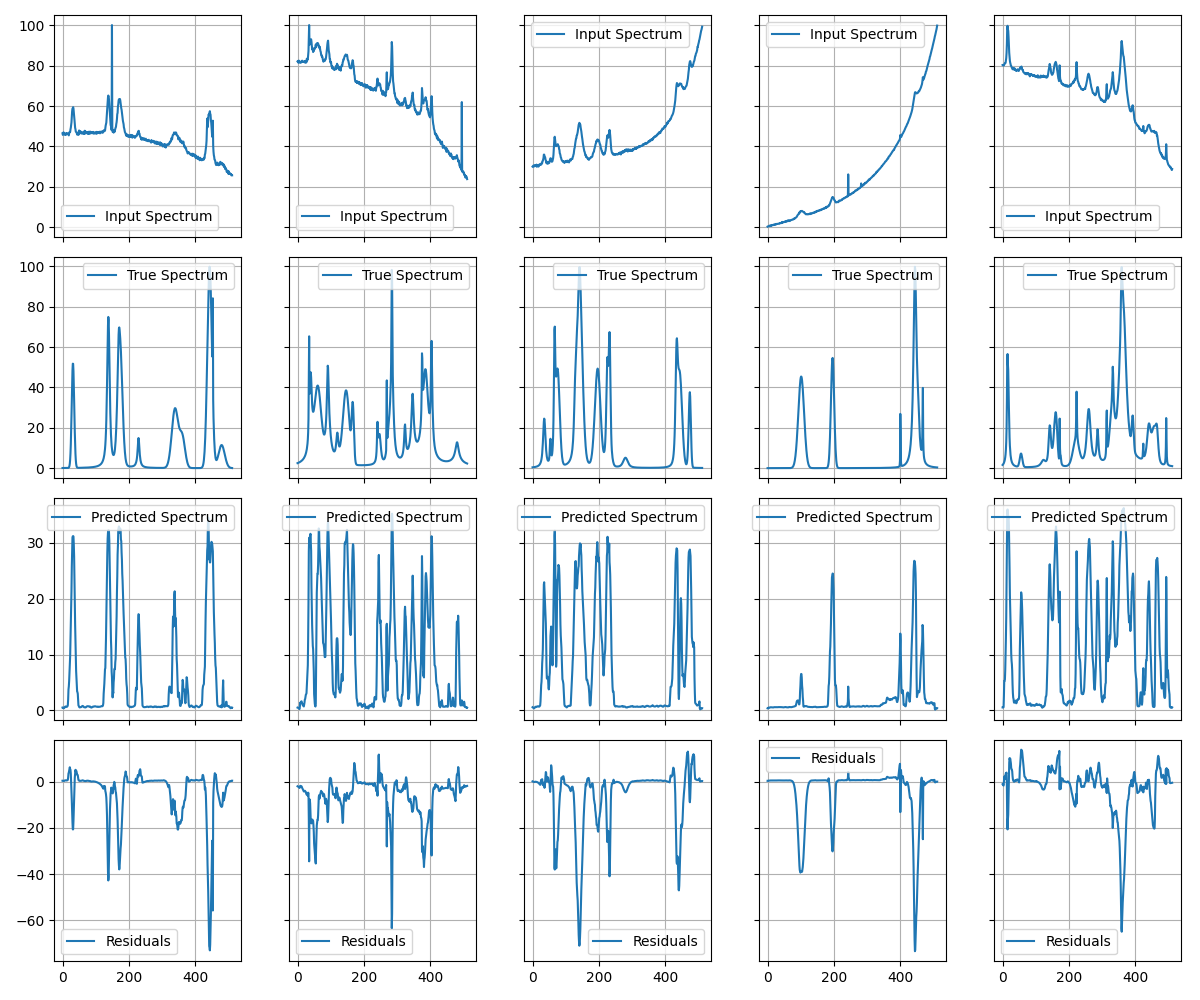 100
80
60
40
20
0
Input Spectrum
Input Spectrum
Input Spectrum
Input Spectrum
Input Spectrum
0 200 400
0 200 400
0 200 400
0 200 400
0 200 400
100
80
60
40
20
0
True Spectrum
True Spectrum
True Spectrum
True Spectrum
True Spectrum
30
20
10
0
Predicted Spectrum
Predicted Spectrum
Predicted Spectrum
Predicted Spectrum
Predicted Spectrum
0
−20
−40
−60
Residuals
Residuals
Residuals
Residuals
Residuals